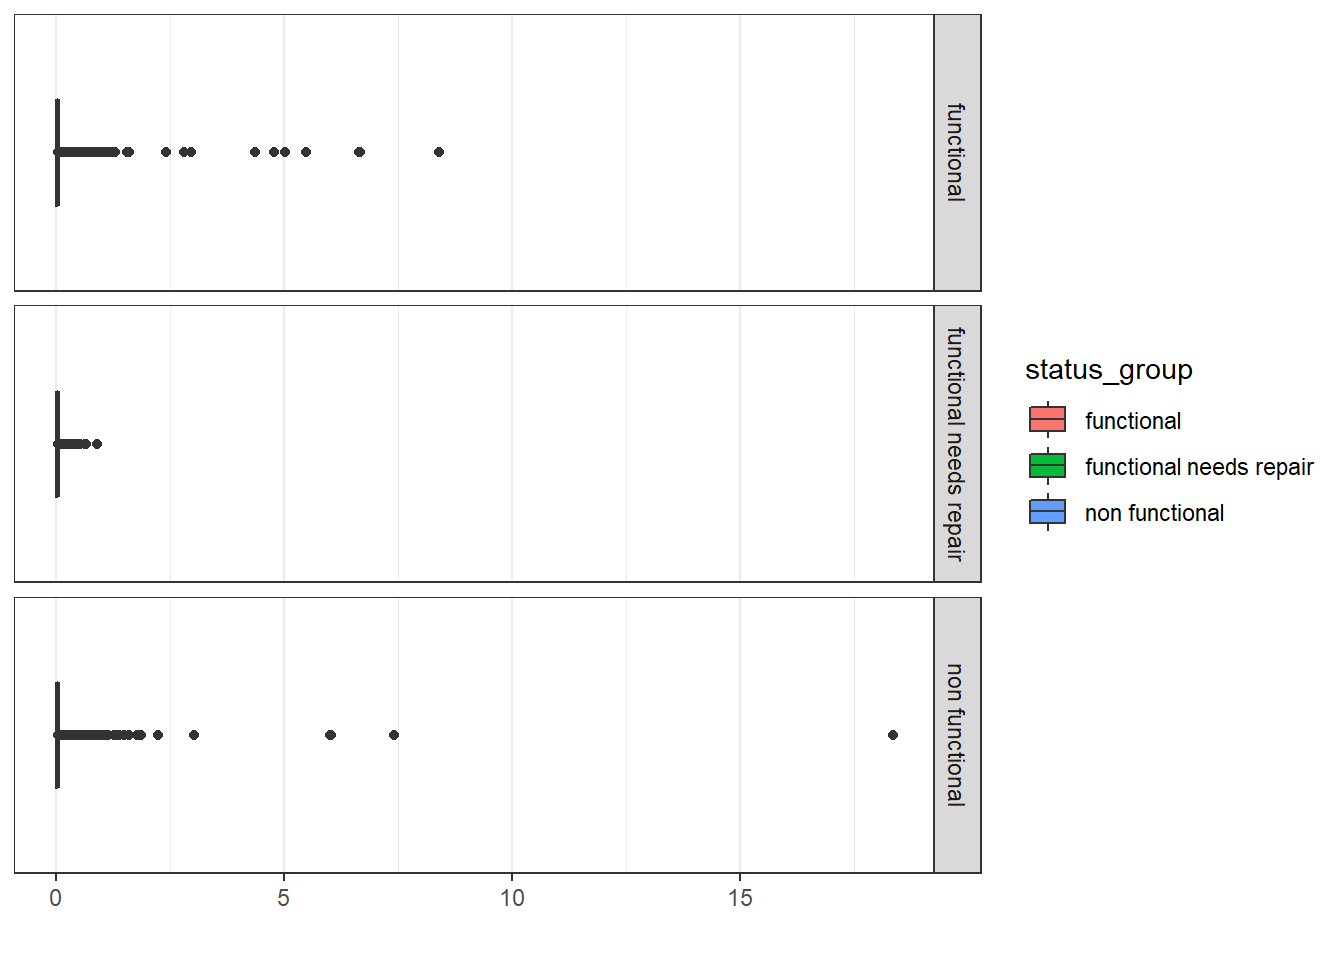 functional
functional needs repair
non functional
0 5 10 15
status_group
functional
functional needs repair
non functional